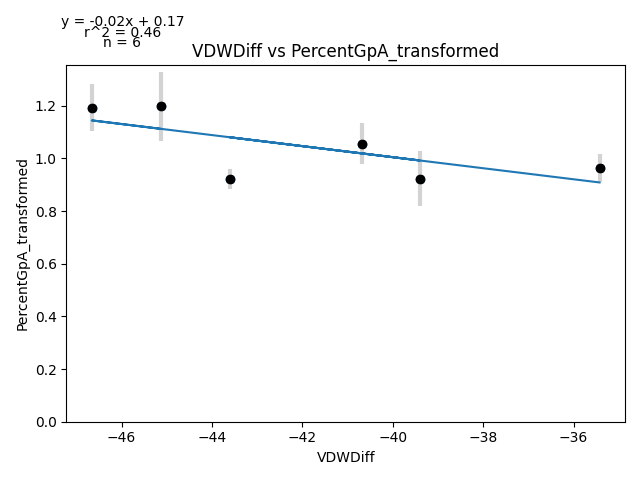 y = -0.02x + 0.17
r^2 = 0.46
n = 6
VDWDiff vs PercentGpA_transformed
PercentGpA_transformed
1.2
1.0
0.8
0.6
0.4
0.2
0.0
−46
−44
−42
−40
−38
−36
VDWDiff